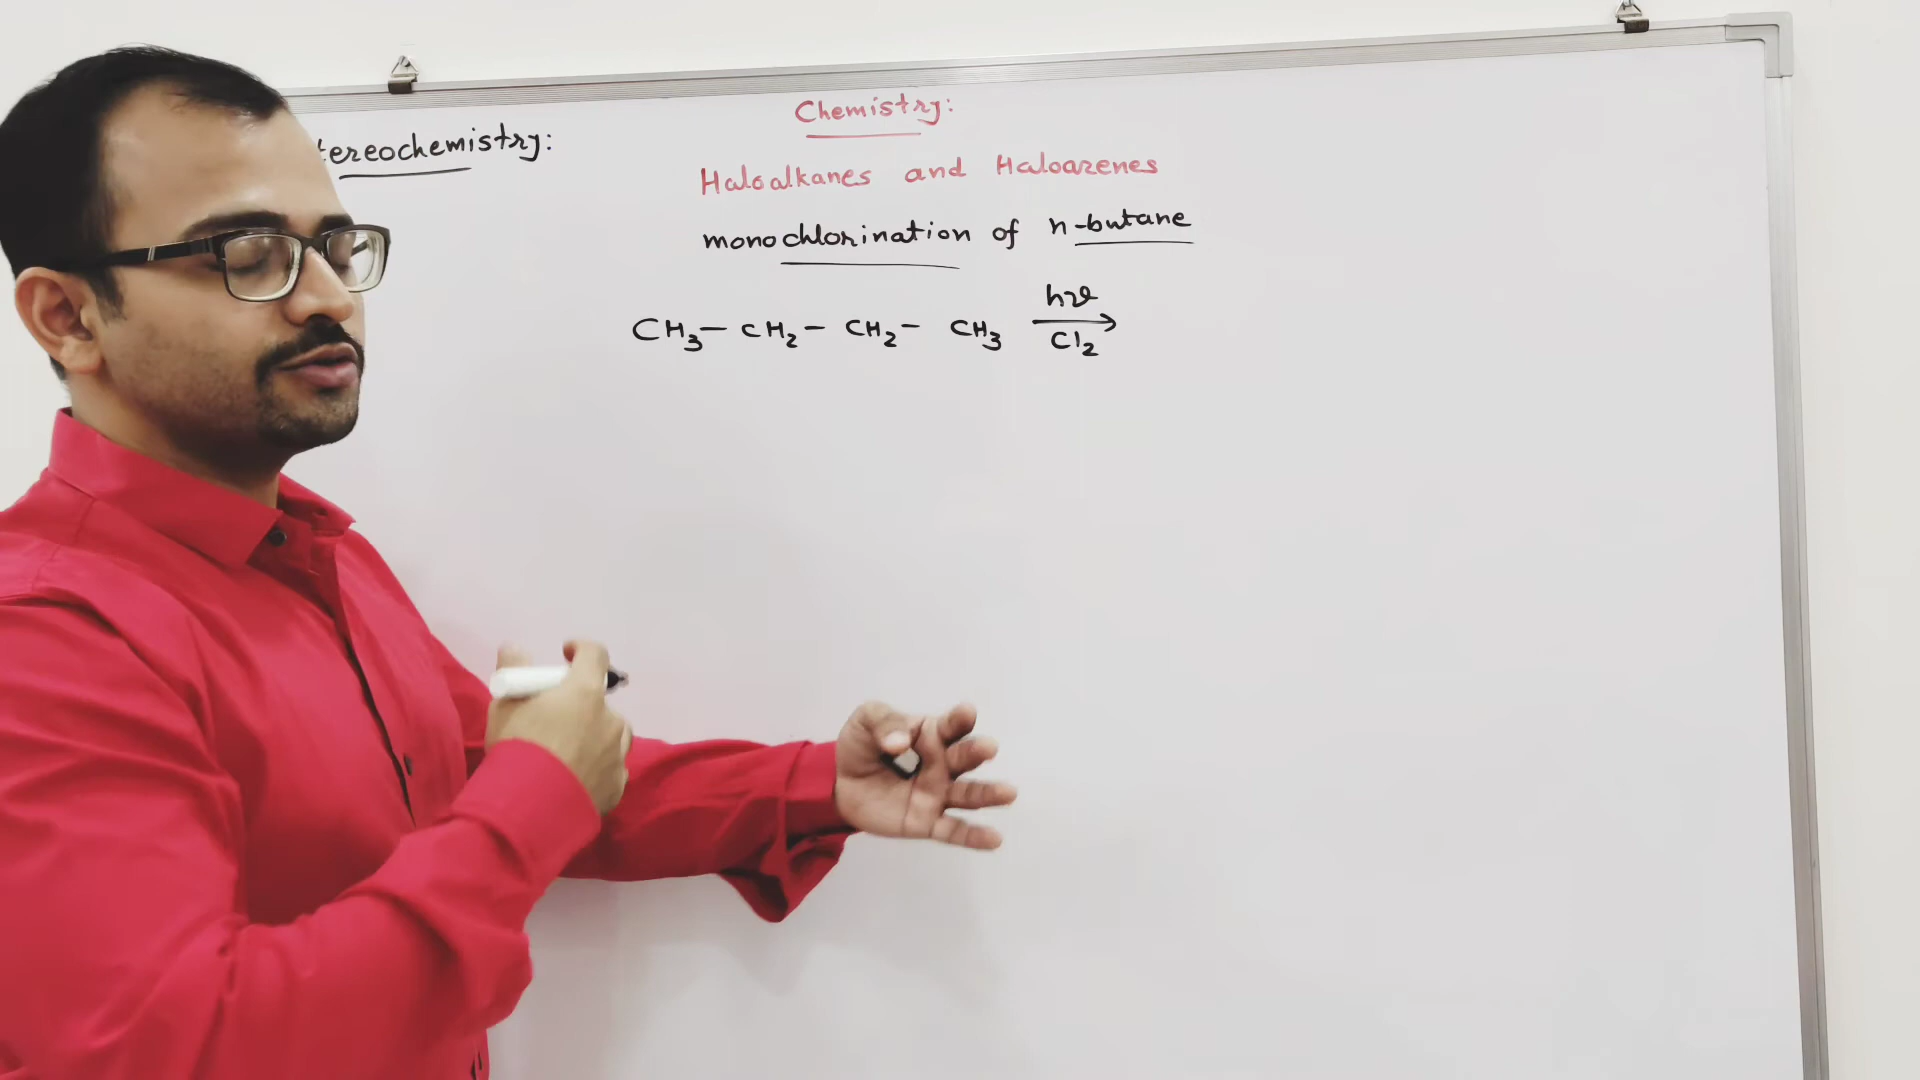 Chemistry:
tereochemistry:
Haloalkanes and Haloarenes
monochlorination of n-butane
CH₃— CH₂— CH₂— CH₃ hν Cl₂ →